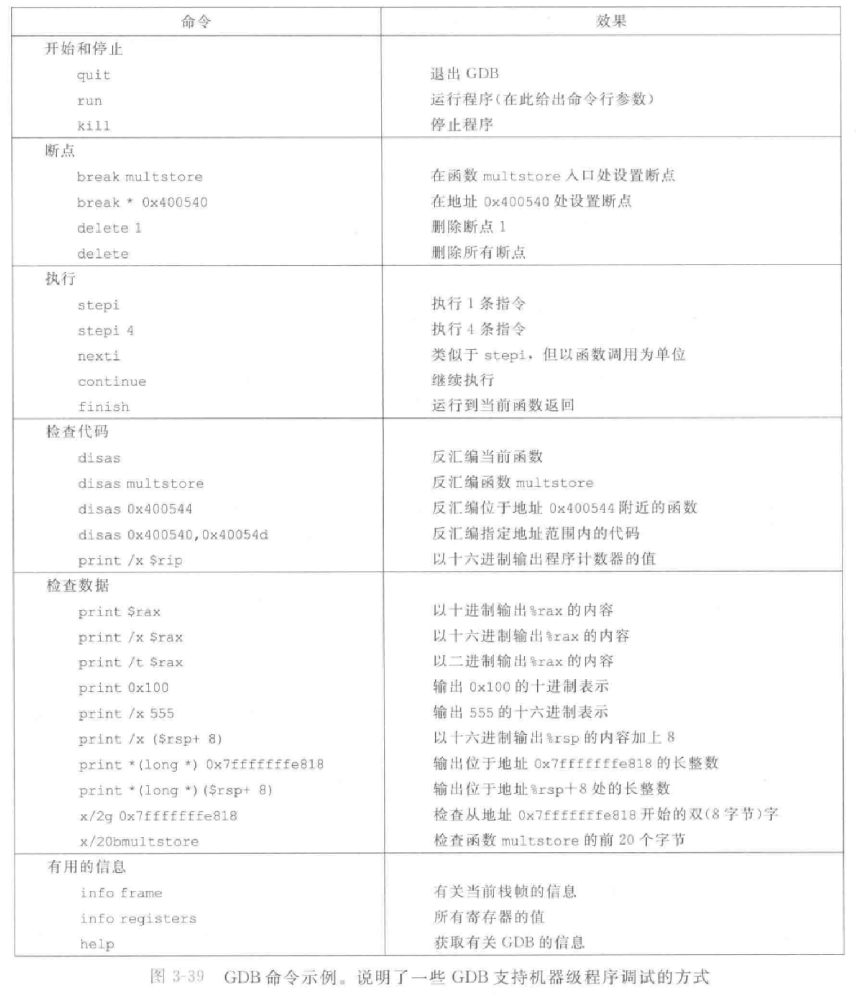 命令 效果
开始和停止
quit 退出 GDB
run 运行程序(在此给出命令行参数)
kill 停止程序
断点
break multstore 在函数 multstore 入口处设置断点
break * 0x400540 在地址 0x400540 处设置断点
delete 1 删除断点 1
delete 删除所有断点
执行
stepi 执行 1 条指令
stepi 4 执行 4 条指令
nexti 类似于 stepi，但以函数调用为单位
continue 继续执行
finish 运行到当前函数返回
检查代码
disas 反汇编当前函数
disas multstore 反汇编函数 multstore
disas 0x400544 反汇编位于地址 0x400544 附近的函数
disas 0x400540,0x40054d 反汇编指定地址范围内的代码
print /x $rip 以十六进制输出程序计数器的值
检查数据
print $rax 以十进制输出%rax 的内容
print /x $rax 以十六进制输出%rax 的内容
print /t $rax 以二进制输出%rax 的内容
print 0x100 输出 0x100 的十进制表示
print /x 555 输出 555 的十六进制表示
print /x ($rsp+ 8) 以十六进制输出%rsp 的内容加上 8
print *(long *) 0x7fffffffe818 输出位于地址 0x7fffffffe818 的长整数
print *(long *)($rsp+ 8) 输出位于地址%rsp+8 处的长整数
x/2g 0x7fffffffe818 检查从地址 0x7fffffffe818 开始的双(8 字节)字
x/20bmultstore 检查函数 multstore 的前 20 个字节
有用的信息
info frame 有关当前栈帧的信息
info registers 所有寄存器的值
help 获取有关 GDB 的信息
图 3-39 GDB 命令示例。说明了一些 GDB 支持机器级程序调试的方式